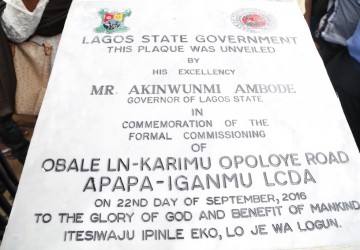 LAGOS STATE GOVERNMENT
THIS PLAQUE WAS UNVEILED
BY
HIS EXCELLENCY
MR. AKINWUNMI AMBODE
GOVERNOR OF LAGOS STATE
IN
COMMEMORATION OF THE
FORMAL COMMISSIONING
OF
OBALE LN-KARIMU OPOLOYE ROAD
APAPA-IGANMU LCDA
ON 22ND DAY OF SEPTEMBER, 2016
TO THE GLORY OF GOD AND BENEFIT OF MANKIND
ITESIWAJU IPINLE EKO, LO JE WA LOGUN.